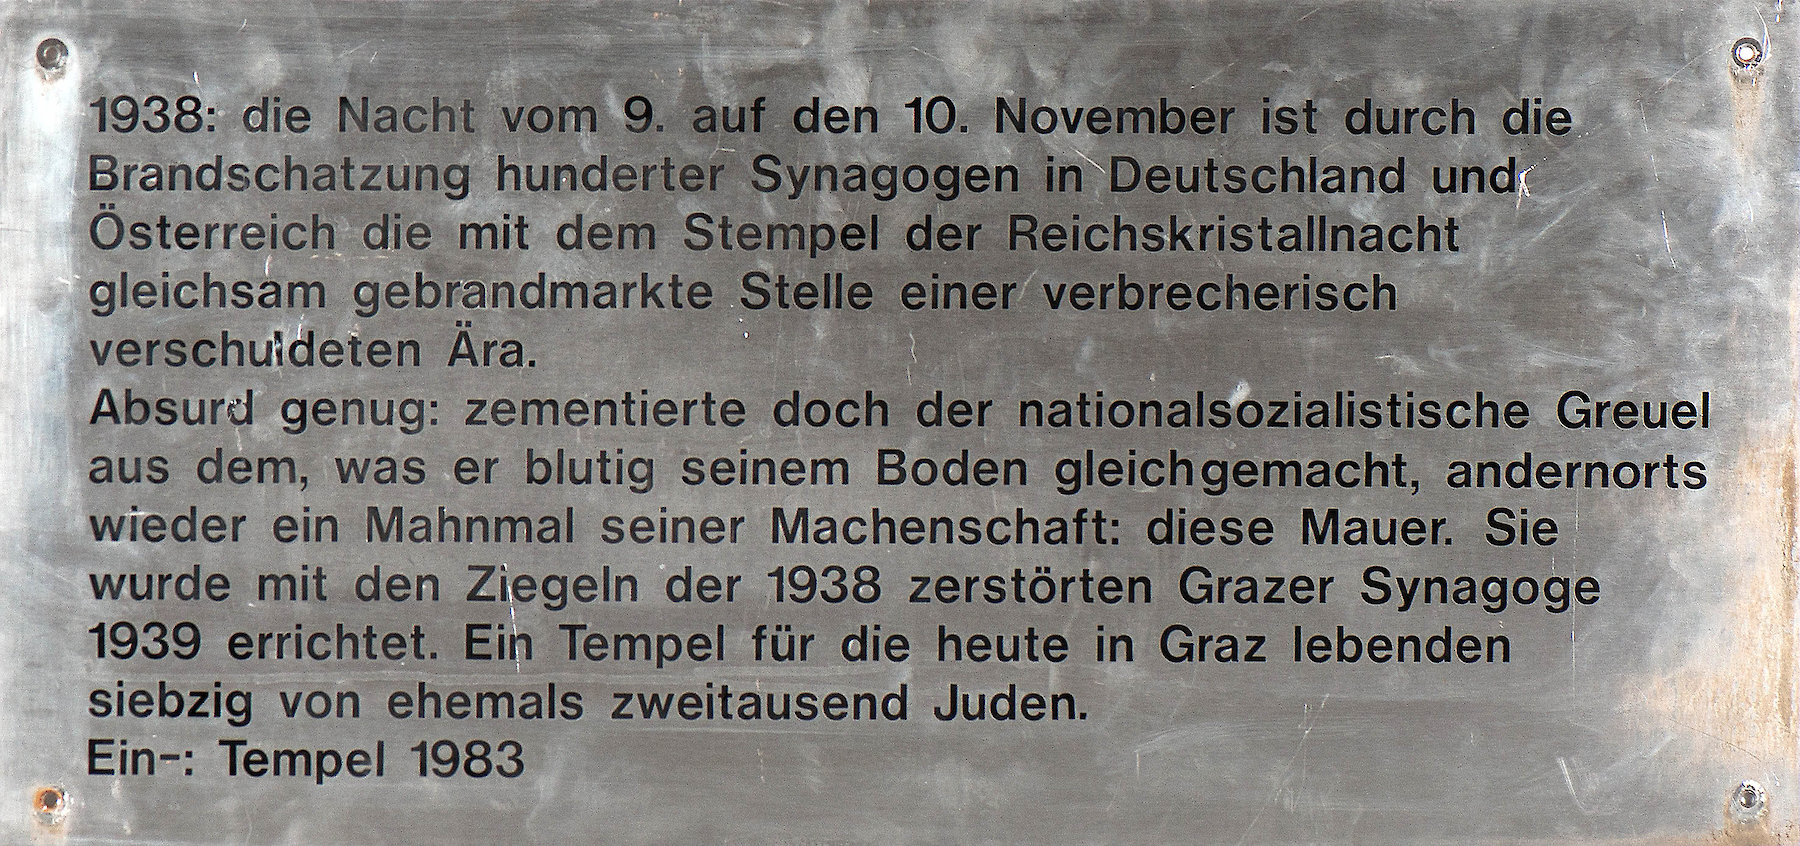 1938: die Nacht vom 9. auf den 10. November ist durch die
Brandschatzung hunderter Synagogen in Deutschland und
Österreich die mit dem Stempel der Reichskristallnacht
gleichsam gebrandmarkte Stelle einer verbrecherisch
verschuldeten Ära.
Absurd genug: zementierte doch der nationalsozialistische Greuel
aus dem, was er blutig seinem Boden gleichgemacht, andernorts
wieder ein Mahnmal seiner Machenschaft: diese Mauer. Sie
wurde mit den Ziegeln der 1938 zerstörten Grazer Synagoge
1939 errichtet. Ein Tempel für die heute in Graz lebenden
siebzig von ehemals zweitausend Juden.
Ein-: Tempel 1983